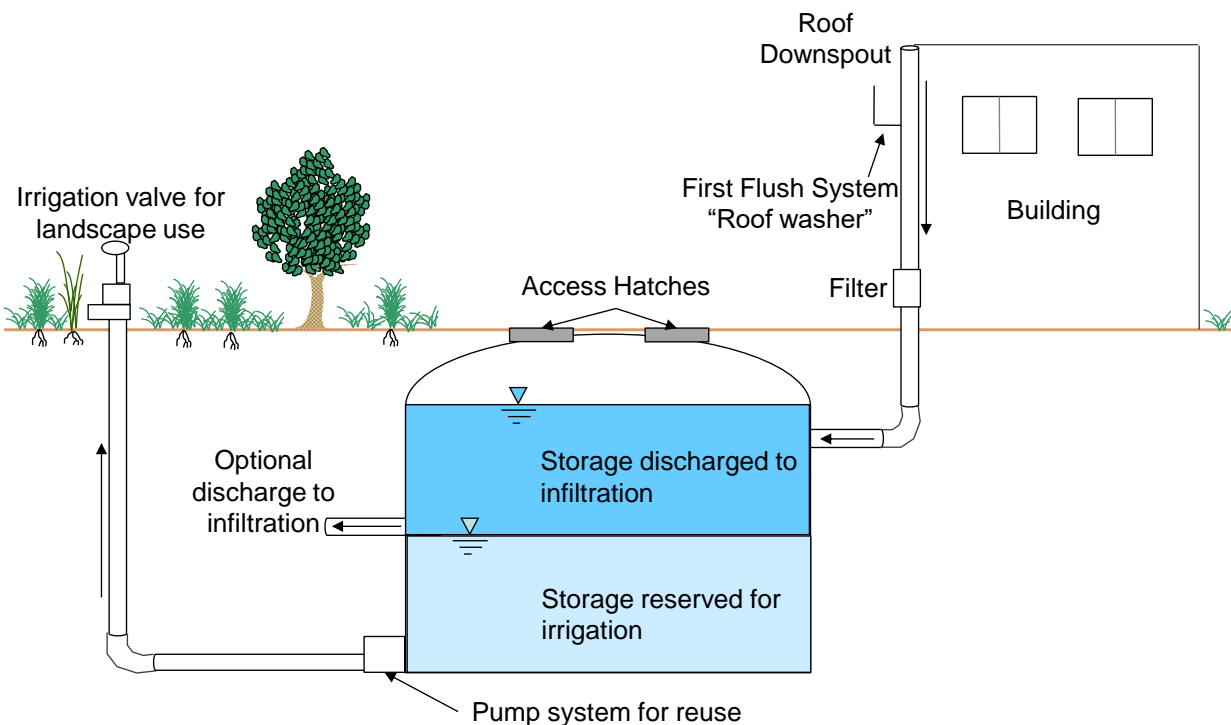 Roof
Downspout
First Flush System
“Roof washer”
Building
Irrigation valve for
landscape use
Access Hatches
Filter
Optional
discharge to
infiltration
Storage discharged to
infiltration
Storage reserved for
irrigation
Pump system for reuse